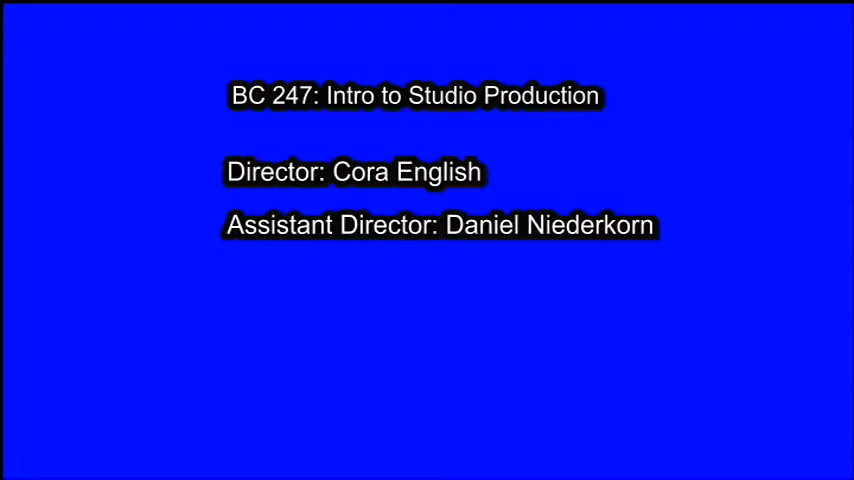 BC 247: Intro to Studio Production
Director: Cora English
Assistant Director: Daniel Niederkorn